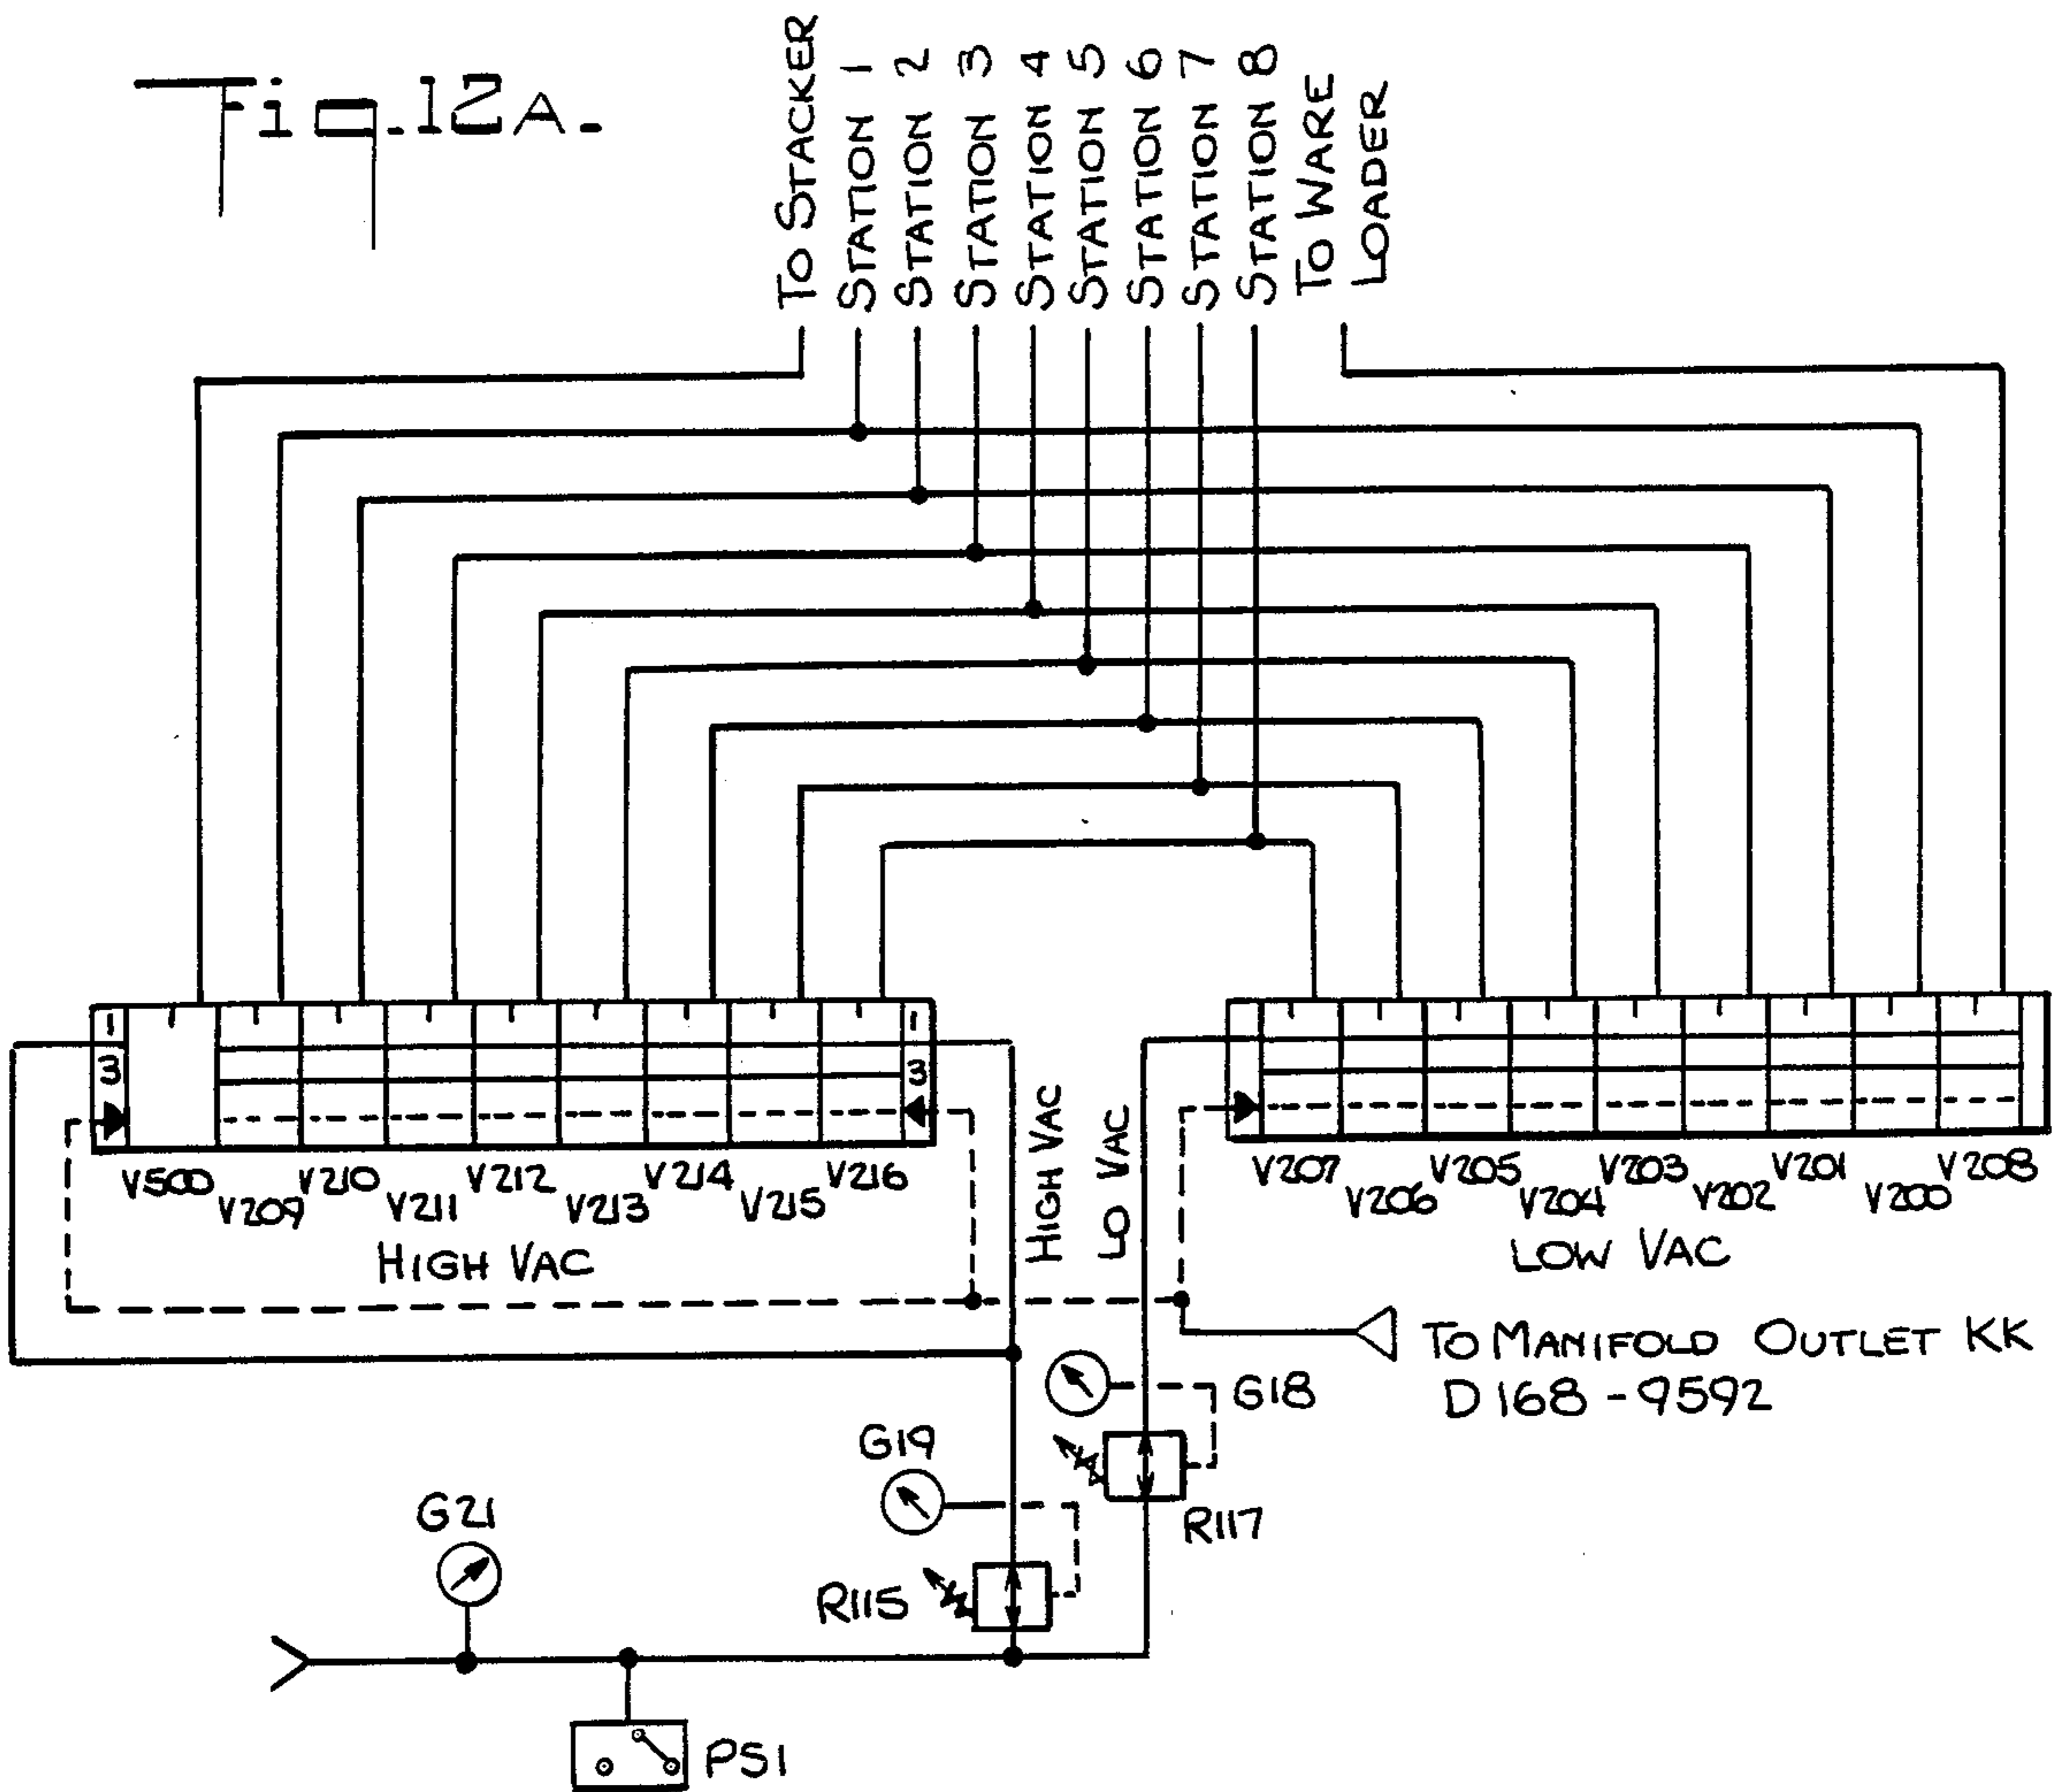 Fig.12A.
TO STACKER
STATION 1
STATION 2
STATION 3
STATION 4
STATION 5
STATION 6
STATION 7
STATION 8
TO WARE
LOADER
1
3
1
3
V500
V209
V210
V211
V212
V213
V214
V215
V216
HIGH VAC
HIGH VAC
LO VAC
V207
V206
V205
V204
V203
V202
V201
V200
V208
LOW VAC
TO MANIFOLD OUTLET KK
D168-9592
G18
G19
R117
G21
R115
PS1